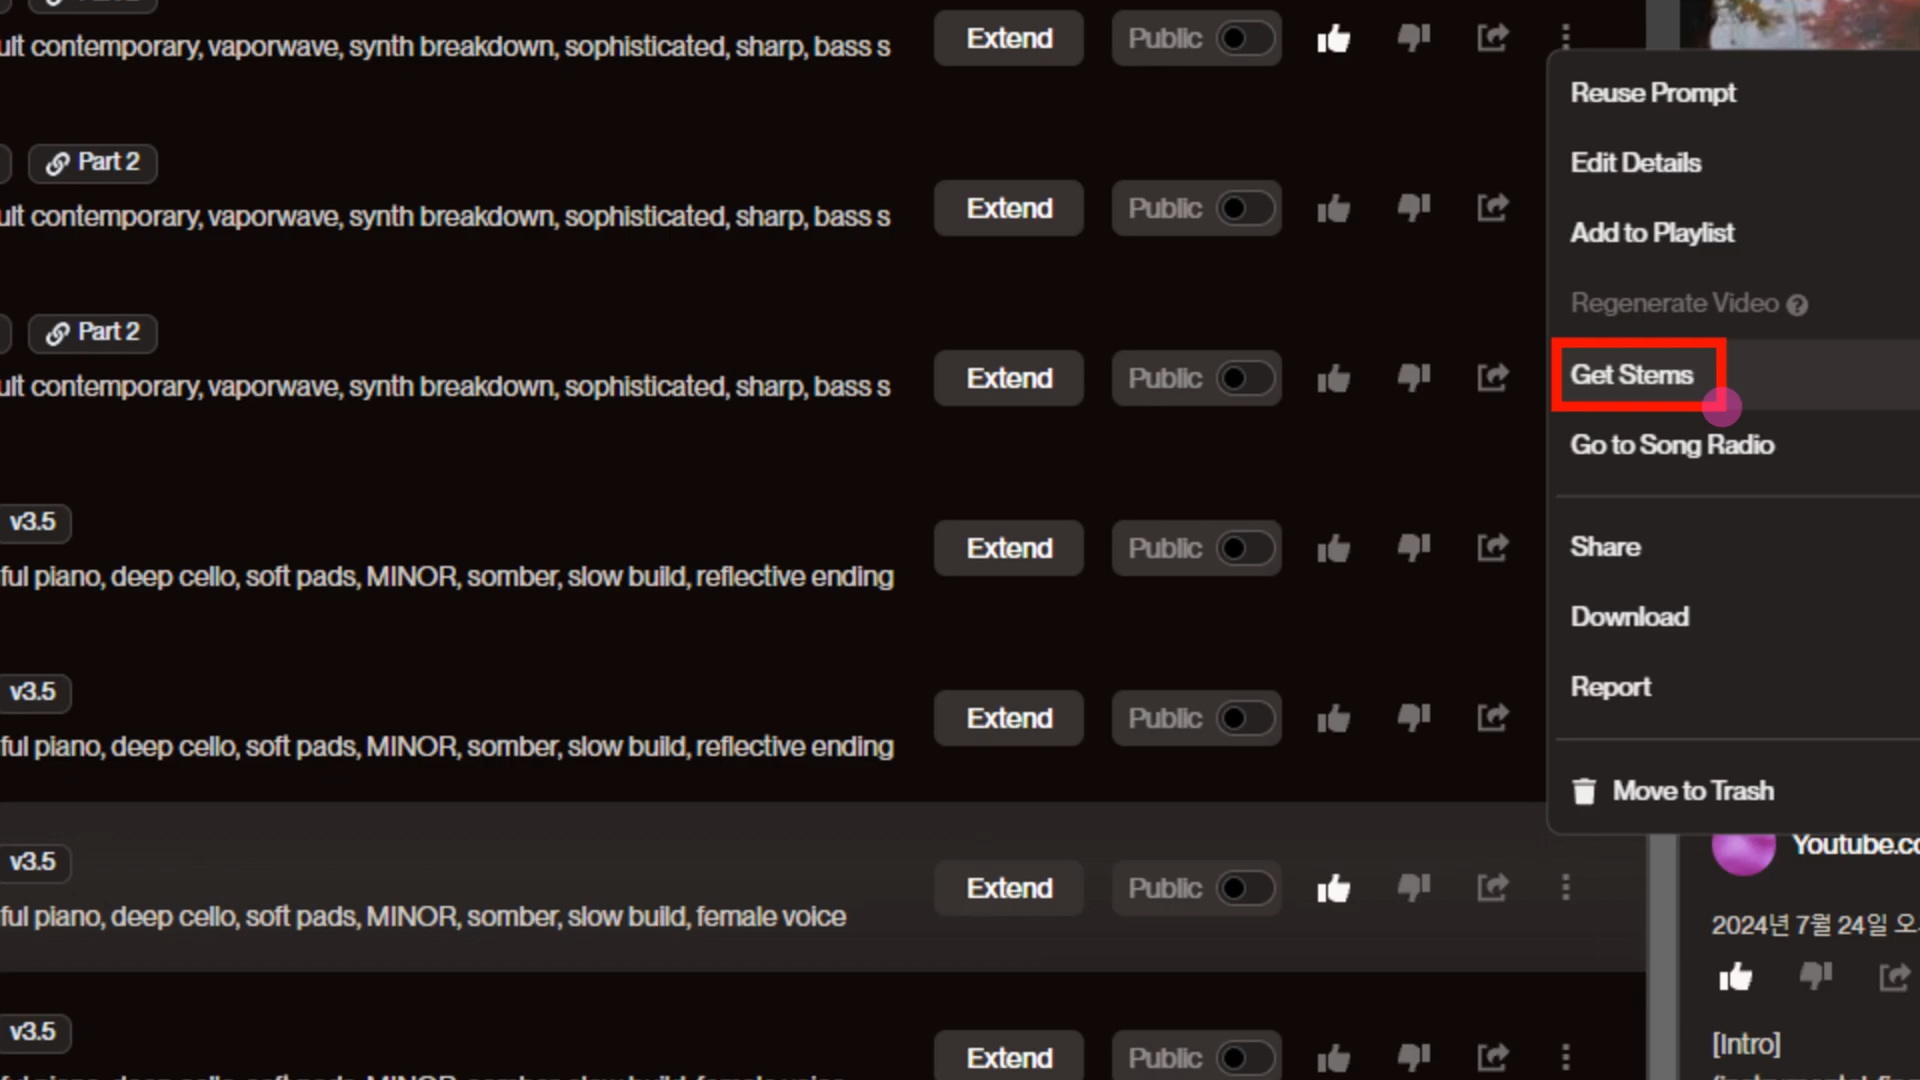 ult contemporary, vaporwave, synth breakdown, sophisticated, sharp, bass s
Extend
Public
Part 2
ult contemporary, vaporwave, synth breakdown, sophisticated, sharp, bass s
Extend
Public
Part 2
ult contemporary, vaporwave, synth breakdown, sophisticated, sharp, bass s
Extend
Public
v3.5
ful piano, deep cello, soft pads, MINOR, somber, slow build, reflective ending
Extend
Public
v3.5
ful piano, deep cello, soft pads, MINOR, somber, slow build, reflective ending
Extend
Public
v3.5
ful piano, deep cello, soft pads, MINOR, somber, slow build, female voice
Extend
Public
v3.5
Extend
Public
Reuse Prompt
Edit Details
Add to Playlist
Regenerate Video
Get Stems
Go to Song Radio
Share
Download
Report
Move to Trash
Youtube.co
2024년 7월 24일 오
[Intro]